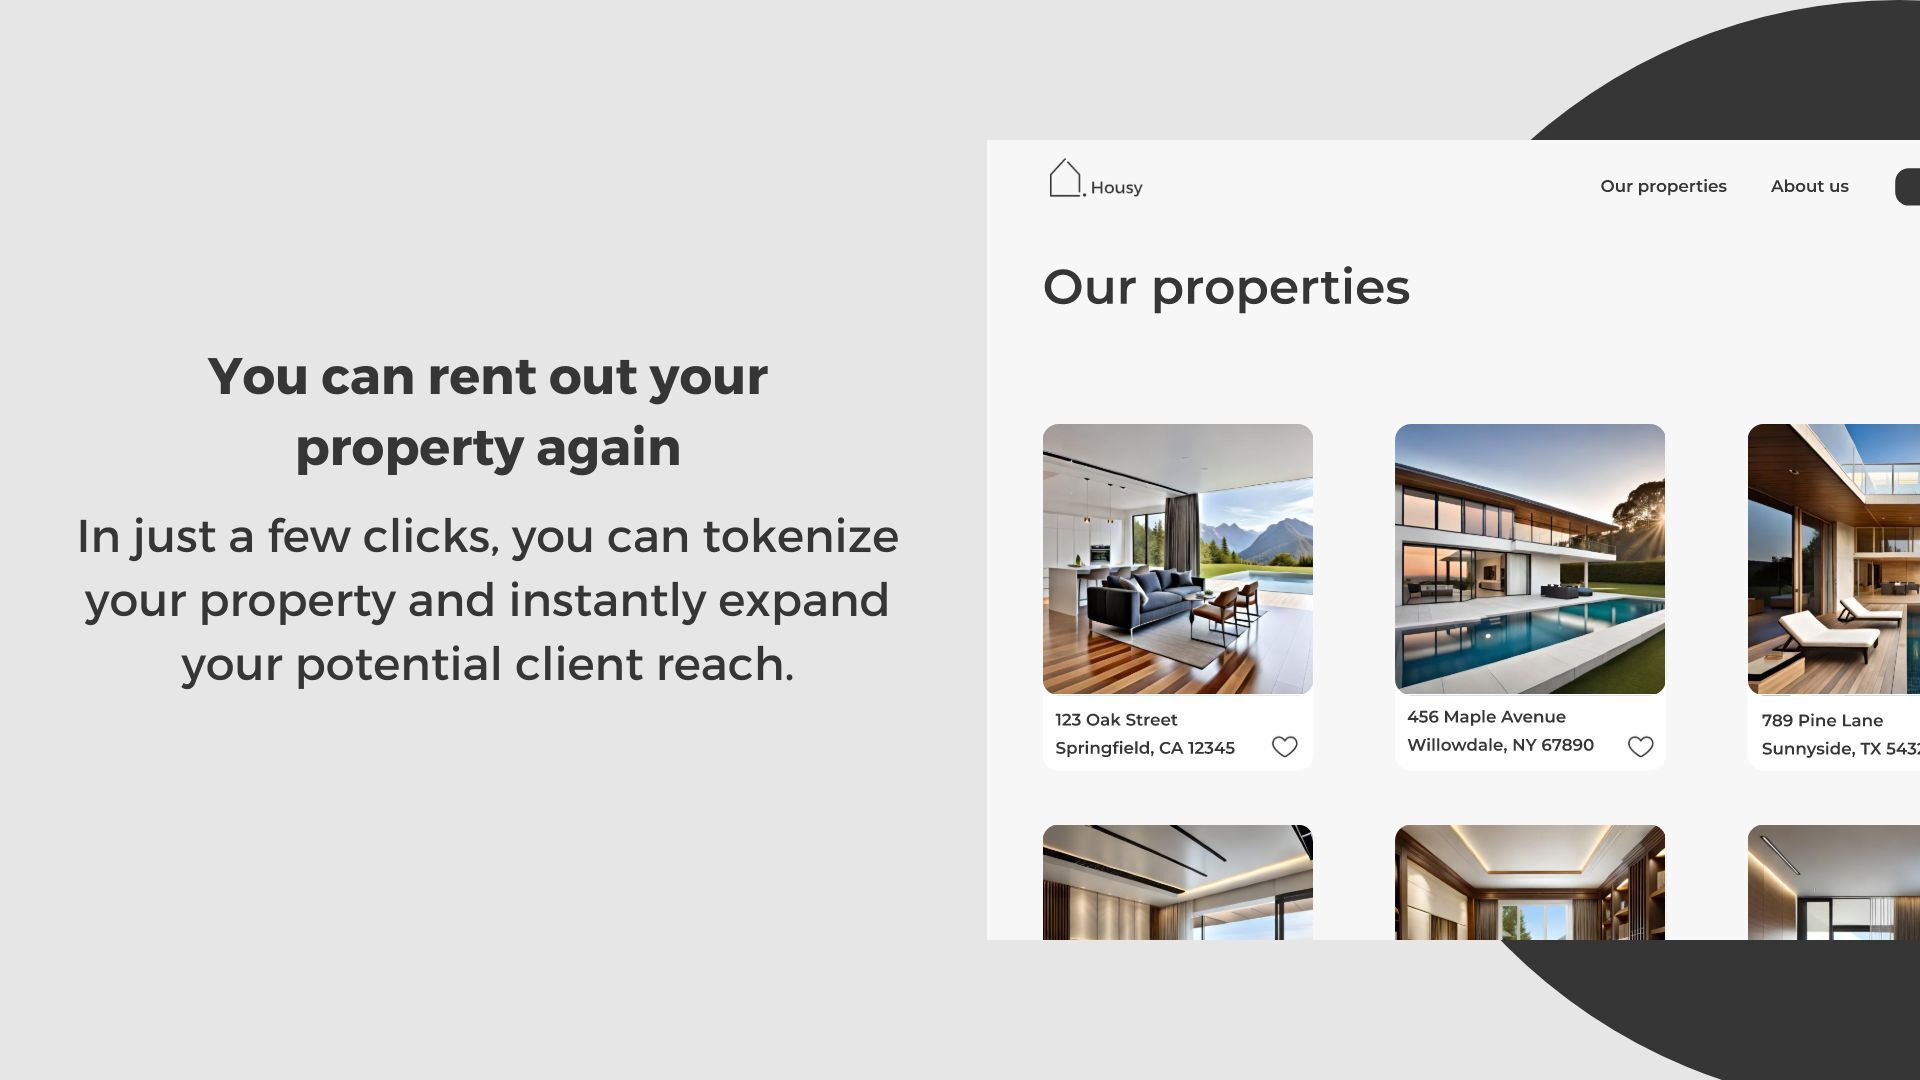 You can rent out your
property again
In just a few clicks, you can tokenize
your property and instantly expand
your potential client reach.
Housy
Our properties
About us
Our properties
123 Oak Street
Springfield, CA 12345
456 Maple Avenue
Willowdale, NY 67890
789 Pine Lane
Sunnyside, TX